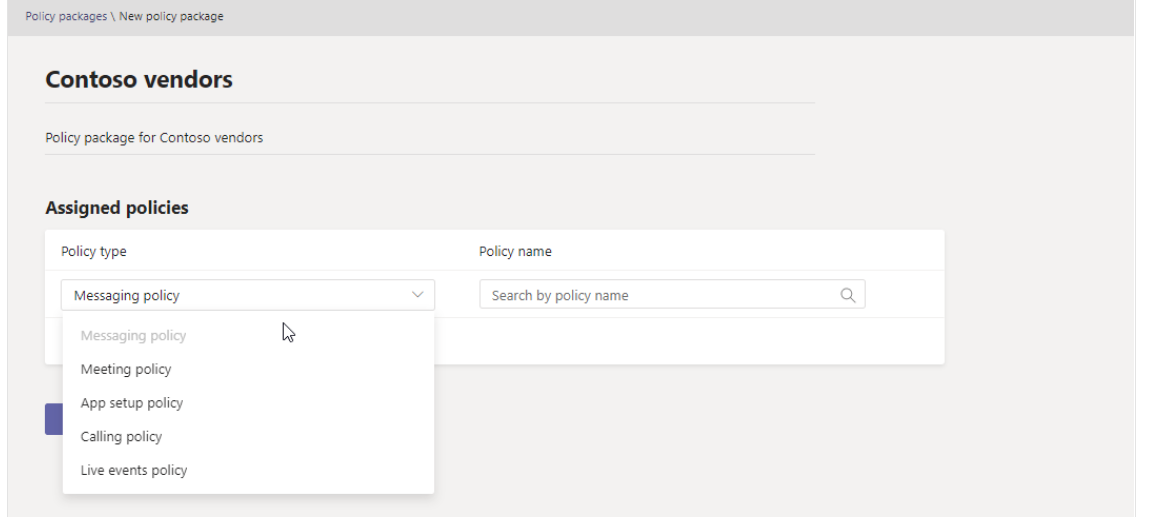 Policy packages \ New policy package
Contoso vendors
Policy package for Contoso vendors
Assigned policies
Policy type Policy name
Messaging policy Search by policy name
Messaging policy
Meeting policy
App setup policy
Calling policy
Live events policy